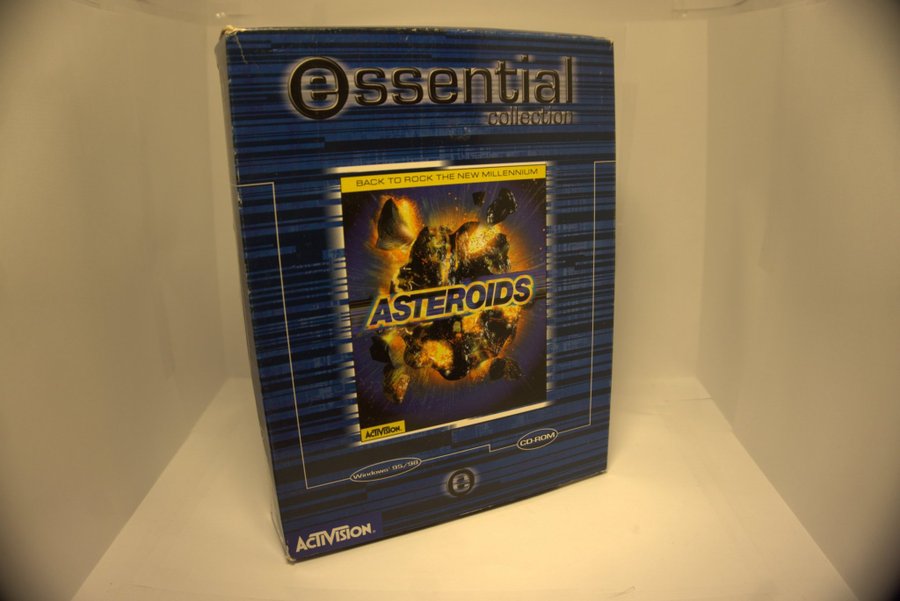 essential
collection
BACK TO ROCK THE NEW MILLENNIUM
ASTEROIDS
ACTIVISION.
Windows® 95/98
CD-ROM
e
ACTIVISION.